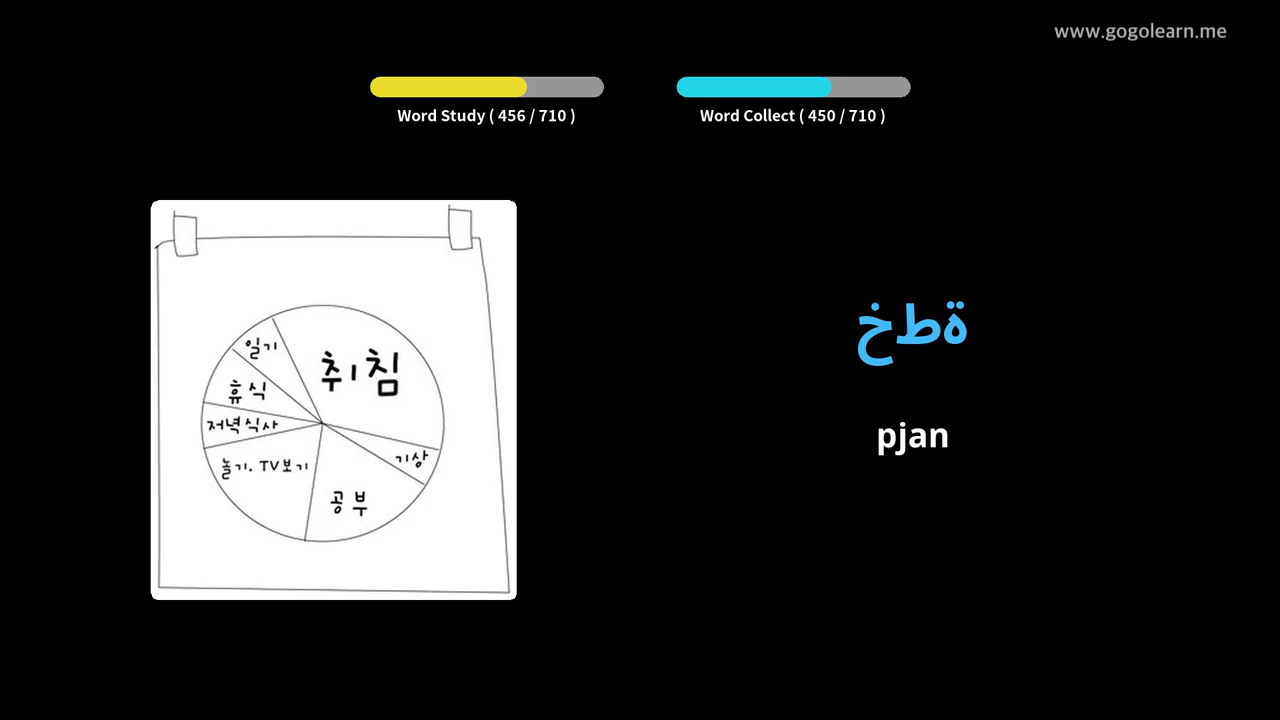 www.gogolearn.me
Word Study ( 456 / 710 )
Word Collect ( 450 / 710 )
일기
취침
휴식
저녁식사
기상
놀기. TV보기
공부
ةطخ
pjan